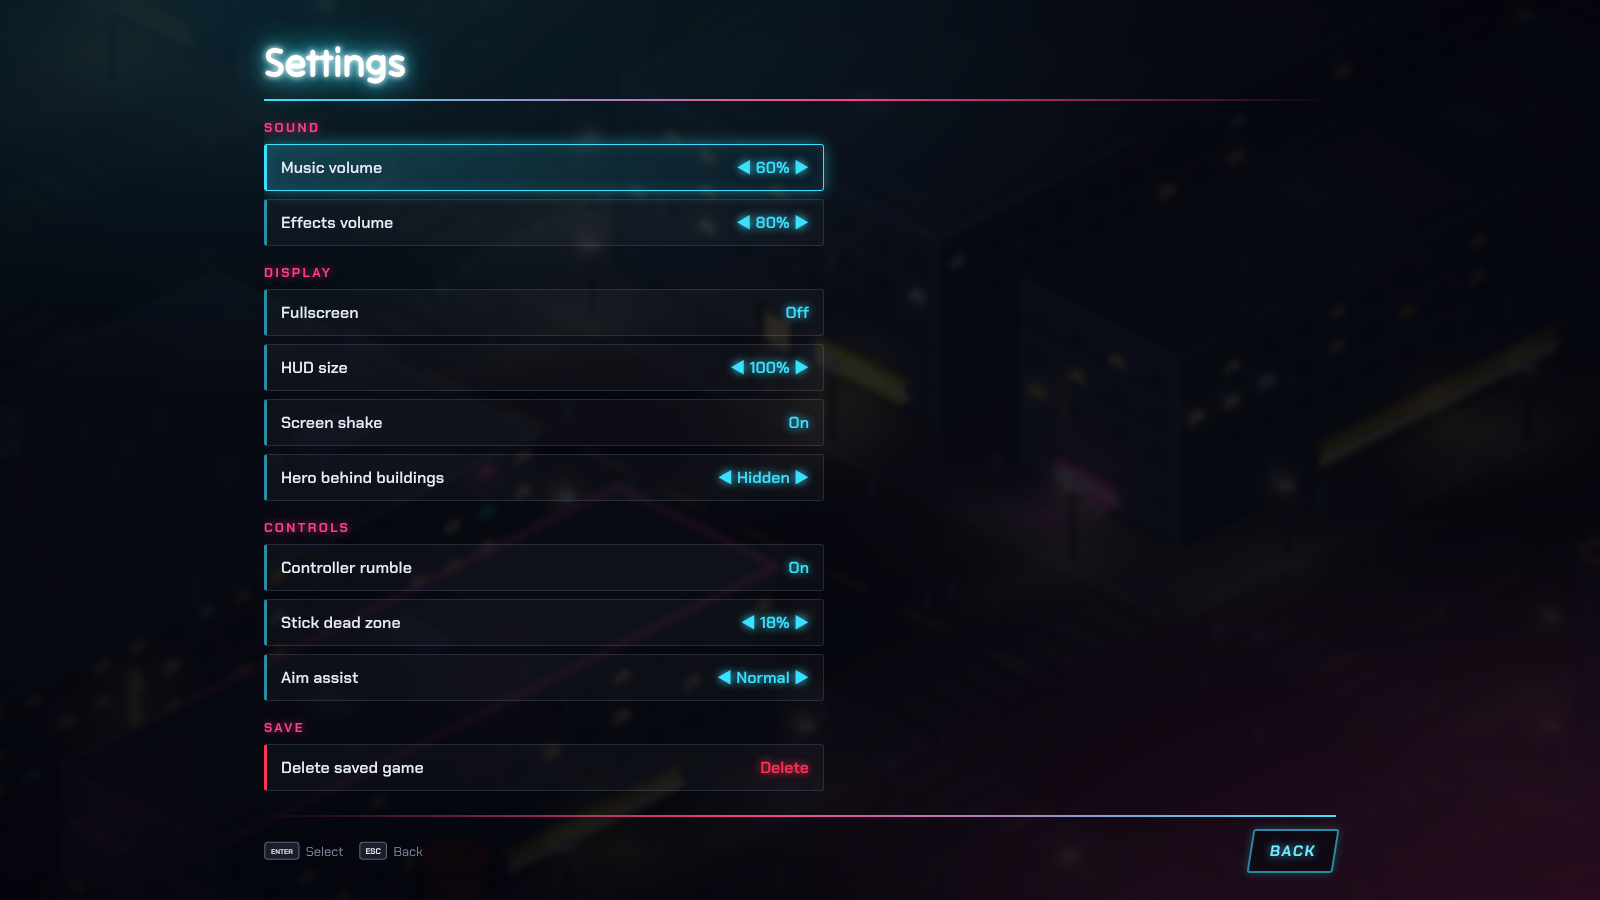 Settings
SOUND
Music volume ◀ 60% ▶
Effects volume ◀ 80% ▶
DISPLAY
Fullscreen Off
HUD size ◀ 100% ▶
Screen shake On
Hero behind buildings ◀ Hidden ▶
CONTROLS
Controller rumble On
Stick dead zone ◀ 18% ▶
Aim assist ◀ Normal ▶
SAVE
Delete saved game Delete
ENTER Select ESC Back BACK